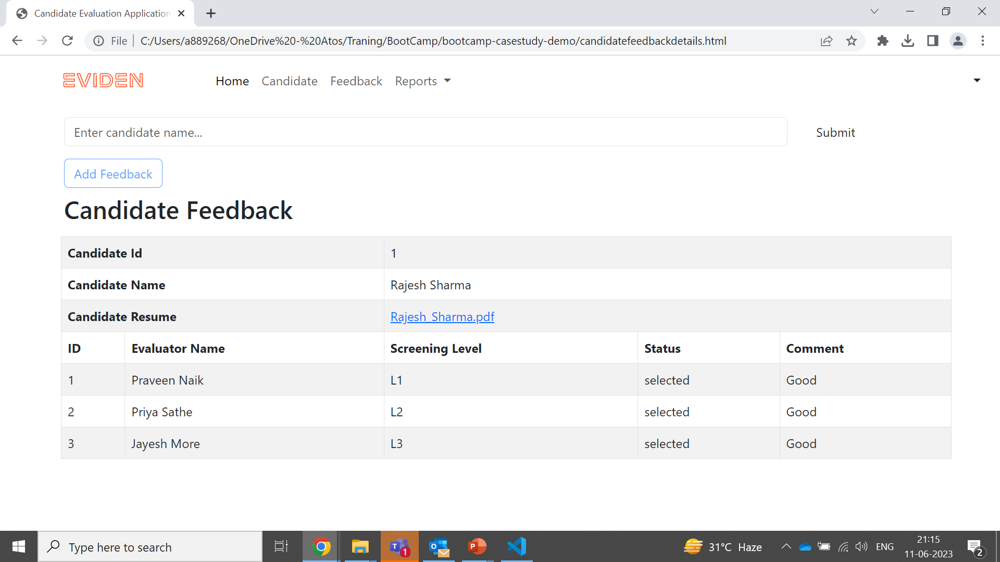 Candidate Evaluation Application
File C:/Users/a889268/OneDrive%20-%20Atos/Traning/BootCamp/bootcamp-casestudy-demo/candidatefeedbackdetails.html
EVIDEN Home Candidate Feedback Reports
Enter candidate name... Submit
Add Feedback
Candidate Feedback
Candidate Id 1
Candidate Name Rajesh Sharma
Candidate Resume Rajesh_Sharma.pdf
ID Evaluator Name Screening Level Status Comment
1 Praveen Naik L1 selected Good
2 Priya Sathe L2 selected Good
3 Jayesh More L3 selected Good
Type here to search T 1 O P 31°C Haze ENG 21:15 2
11-06-2023